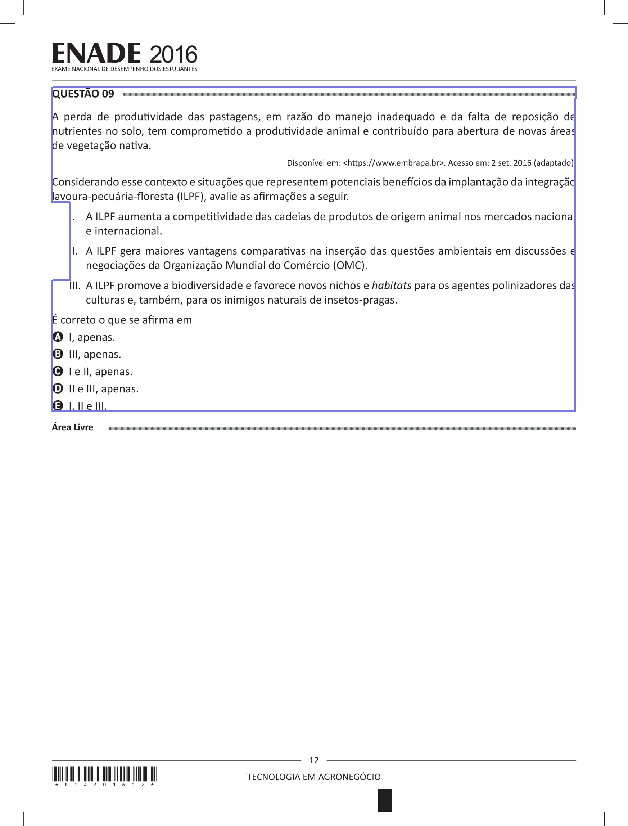 ENADE 2016
EXAME NACIONAL DE DESEMPENHO DOS ESTUDANTES
QUESTÃO 09
A perda de produtividade das pastagens, em razão do manejo inadequado e da falta de reposição de
nutrientes no solo, tem comprometido a produtividade animal e contribuído para abertura de novas áreas
de vegetação nativa.
Disponível em: <https://www.embrapa.br>. Acesso em: 2 set. 2016 (adaptado)
Considerando esse contexto e situações que representem potenciais benefícios da implantação da integração
lavoura-pecuária-floresta (ILPF), avalie as afirmações a seguir.
I. A ILPF aumenta a competitividade das cadeias de produtos de origem animal nos mercados nacional
e internacional.
II. A ILPF gera maiores vantagens comparativas na inserção das questões ambientais em discussões e
negociações da Organização Mundial do Comércio (OMC).
III. A ILPF promove a biodiversidade e favorece novos nichos e habitats para os agentes polinizadores das
culturas e, também, para os inimigos naturais de insetos-pragas.
É correto o que se afirma em
A I, apenas.
B III, apenas.
C I e II, apenas.
D II e III, apenas.
E I, II e III.
Área Livre
12
TECNOLOGIA EM AGRONEGÓCIO